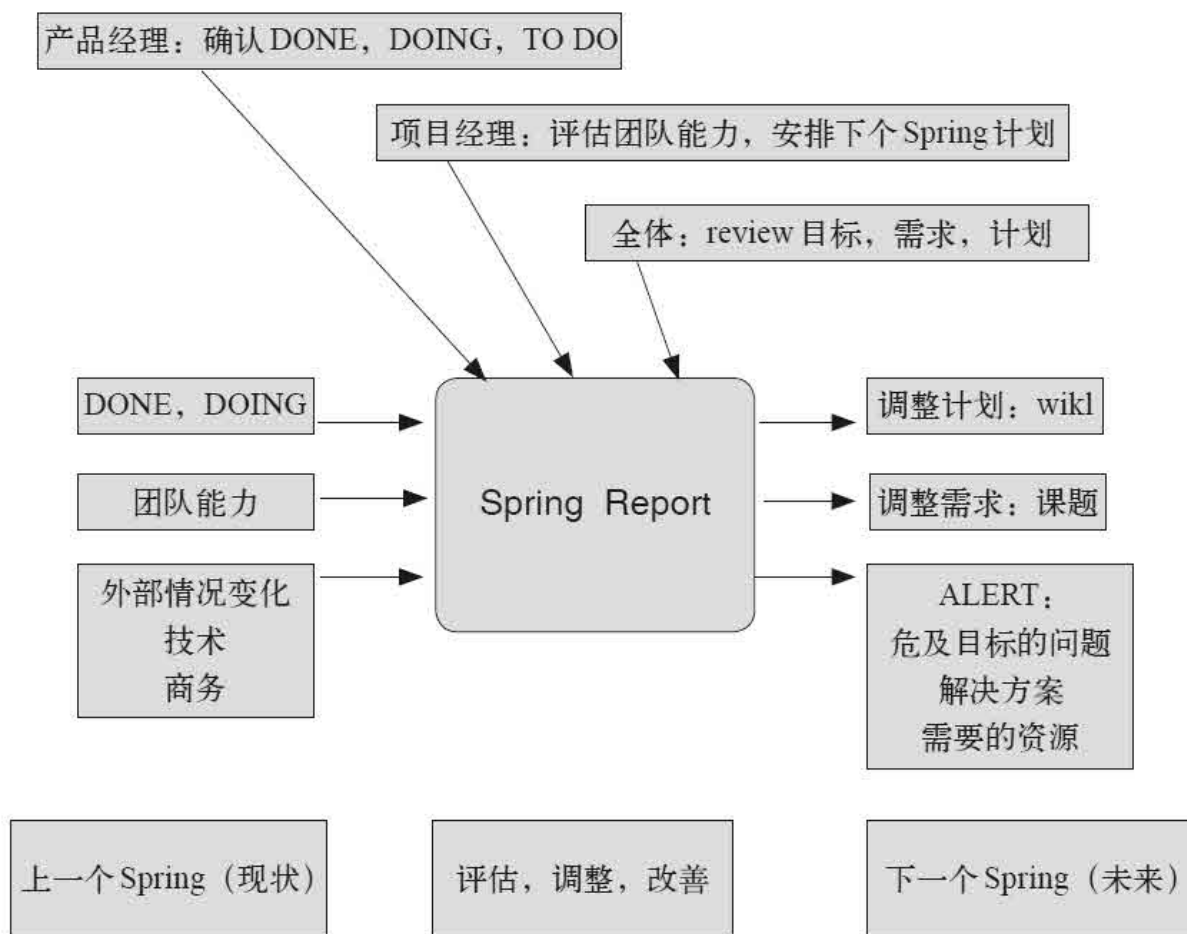 产品经理：确认DONE，DOING，TO DO
项目经理：评估团队能力，安排下个Spring计划
全体：review目标，需求，计划
DONE，DOING
团队能力
外部情况变化
技术
商务
Spring Report
调整计划：wikl
调整需求：课题
ALERT：
危及目标的问题
解决方案
需要的资源
上一个Spring（现状）
评估，调整，改善
下一个Spring（未来）